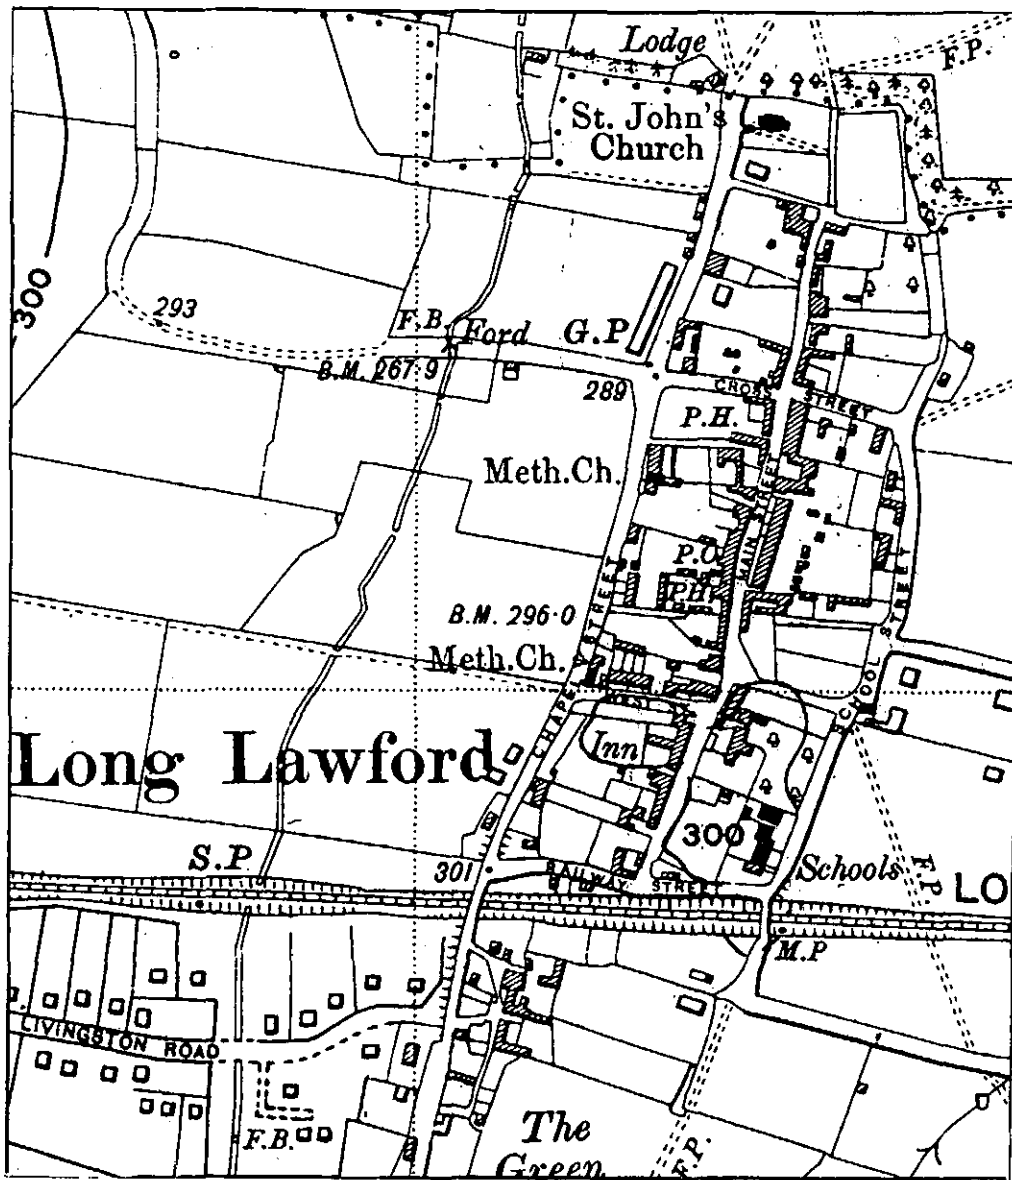 Lodge
F.P.
St. John's
Church
300
293
F.B.
Ford
G.P
B.M. 267·9
289
CROSS STREET
P.H.
Meth.Ch.
MAIN STREET
P.O.
P.H.
B.M. 296·0
CHAPEL STREET
Meth.Ch.
WEST
SCHOOL STREET
Long Lawford
Inn
300
S.P
301
RAILWAY STREET
Schools
F.P.
LO
M.P
LIVINGSTON ROAD
F.B.
The
Green
F.P.